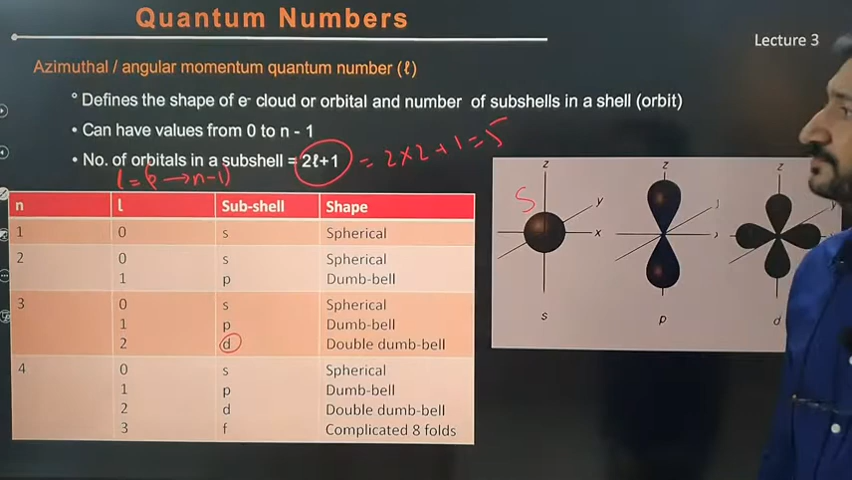 Quantum Numbers
Lecture 3
Azimuthal / angular momentum quantum number (ℓ)
° Defines the shape of e⁻ cloud or orbital and number of subshells in a shell (orbit)
• Can have values from 0 to n - 1
• No. of orbitals in a subshell = 2ℓ+1 = 2×2+1=5
n l Sub-shell Shape
1 0 s Spherical
2 0 s Spherical
1 p Dumb-bell
3 0 s Spherical
1 p Dumb-bell
2 d Double dumb-bell
4 0 s Spherical
1 p Dumb-bell
2 d Double dumb-bell
3 f Complicated 8 folds
z z z
S y
x
s p d